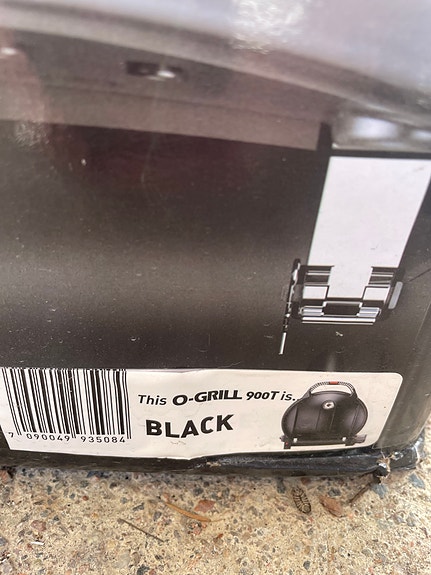 This O-GRILL 900T is...
BLACK
7 090049 935084